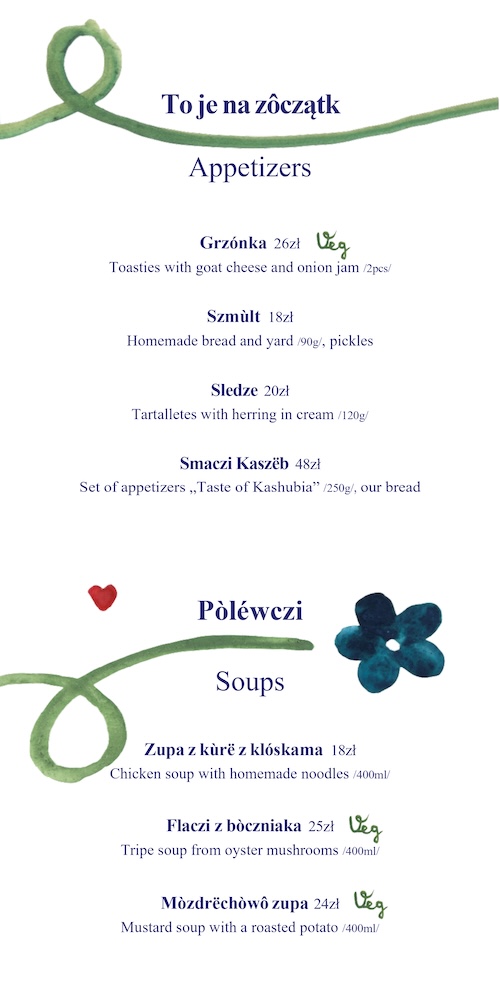 To je na zôczątk
Appetizers
Grzónka 26zł Veg
Toasties with goat cheese and onion jam /2pcs/
Szmùlt 18zł
Homemade bread and yard /90g/, pickles
Sledze 20zł
Tartalletes with herring in cream /120g/
Smaczi Kaszëb 48zł
Set of appetizers „Taste of Kashubia” /250g/, our bread
Pòléwczi
Soups
Zupa z kùrë z klóskama 18zł
Chicken soup with homemade noodles /400ml/
Flaczi z bòczniaka 25zł Veg
Tripe soup from oyster mushrooms /400ml/
Mòzdrëchòwô zupa 24zł Veg
Mustard soup with a roasted potato /400ml/